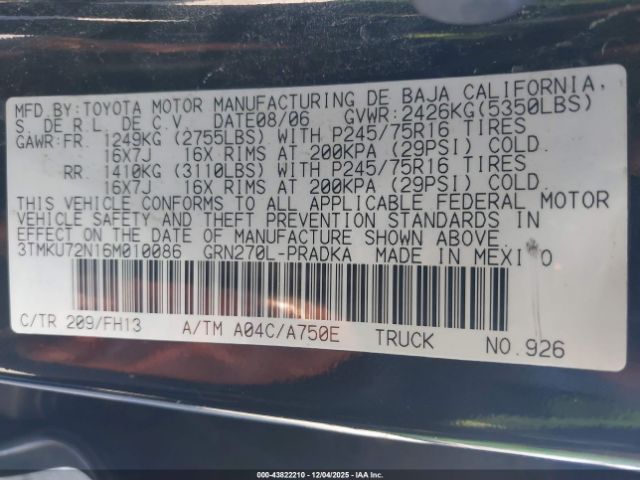 MFD.BY:TOYOTA MOTOR MANUFACTURING DE BAJA CALIFORNIA,
S. DE R.L. DE C.V. DATE08/06 GVWR:2426KG(5350LBS)
GAWR:FR. 1249KG (2755LBS) WITH P245/75R16 TIRES
16X7J 16X RIMS AT 200KPA (29PSI) COLD.
RR. 1410KG (3110LBS) WITH P245/75R16 TIRES
16X7J 16X RIMS AT 200KPA (29PSI) COLD.
THIS VEHICLE CONFORMS TO ALL APPLICABLE FEDERAL MOTOR
VEHICLE SAFETY AND THEFT PREVENTION STANDARDS IN
EFFECT ON THE DATE OF MANUFACTURE SHOWN ABOVE.
3TMKU72N16M010086 GRN270L-PRADKA MADE IN MEXICO
C/TR 209/FH13 A/TM A04C/A750E TRUCK NO.926
000-43822210 - 12/04/2025 - IAA Inc.